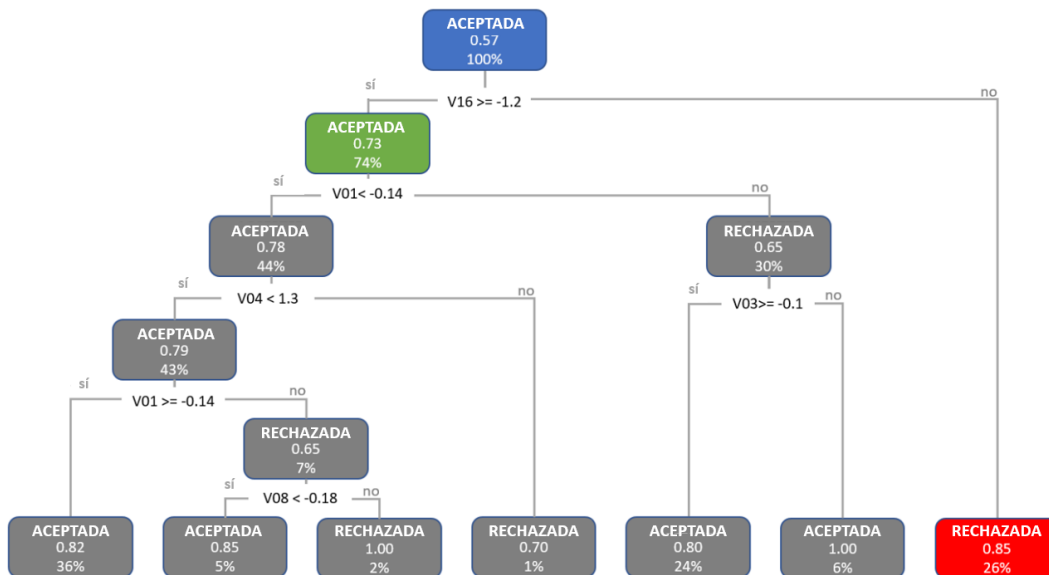 ACEPTADA
0.57
100%
sí
V16 >= -1.2
no
ACEPTADA
0.73
74%
sí
V01< -0.14
no
ACEPTADA
0.78
44%
RECHAZADA
0.65
30%
sí
V04 < 1.3
no
sí
V03>= -0.1
no
ACEPTADA
0.79
43%
sí
V01 >= -0.14
no
RECHAZADA
0.65
7%
sí
V08 < -0.18
no
ACEPTADA
0.82
36%
ACEPTADA
0.85
5%
RECHAZADA
1.00
2%
RECHAZADA
0.70
1%
ACEPTADA
0.80
24%
ACEPTADA
1.00
6%
RECHAZADA
0.85
26%